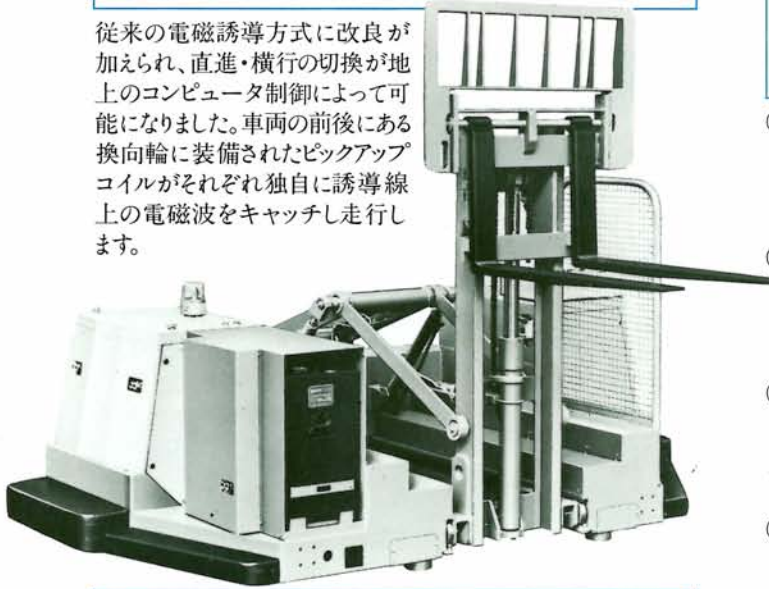 従来の電磁誘導方式に改良が
加えられ、直進・横行の切換が地
上のコンピュータ制御によって可
能になりました。車両の前後にある
換向輪に装備されたピックアップ
コイルがそれぞれ独自に誘導線
上の電磁波をキャッチし走行し
ます。